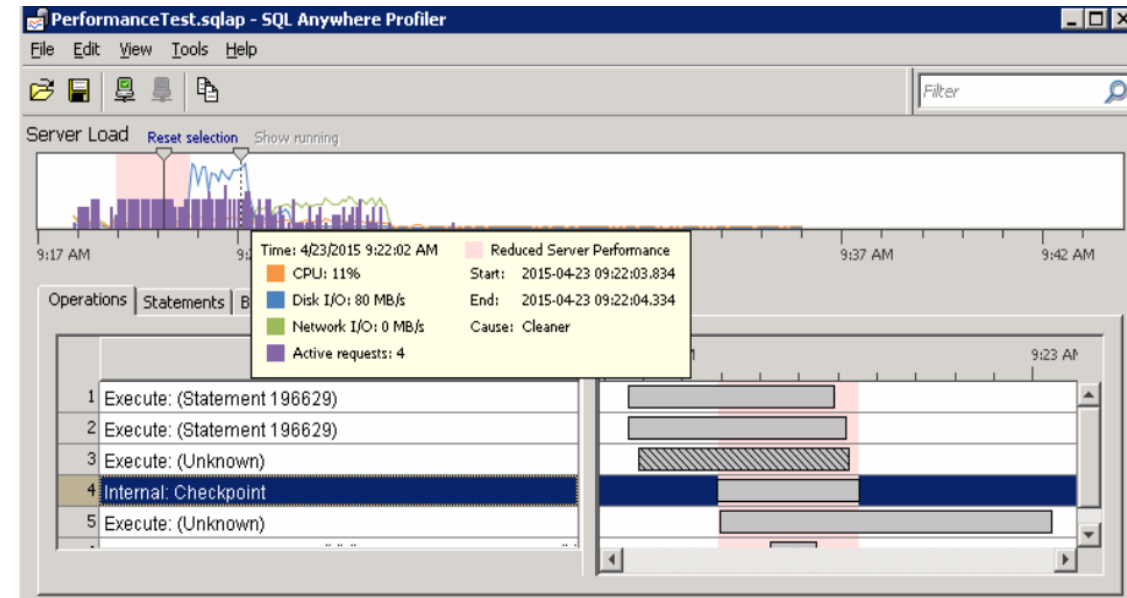 PerformanceTest.sqlap - SQL Anywhere Profiler
File Edit View Tools Help
Filter
Server Load Reset selection Show running
9:17 AM 9:2 9:37 AM 9:42 AM
Time: 4/23/2015 9:22:02 AM Reduced Server Performance
CPU: 11% Start: 2015-04-23 09:22:03.834
Disk I/O: 80 MB/s End: 2015-04-23 09:22:04.334
Network I/O: 0 MB/s Cause: Cleaner
Active requests: 4
Operations Statements B
9:23 AM
1 Execute: (Statement 196629)
2 Execute: (Statement 196629)
3 Execute: (Unknown)
4 Internal: Checkpoint
5 Execute: (Unknown)